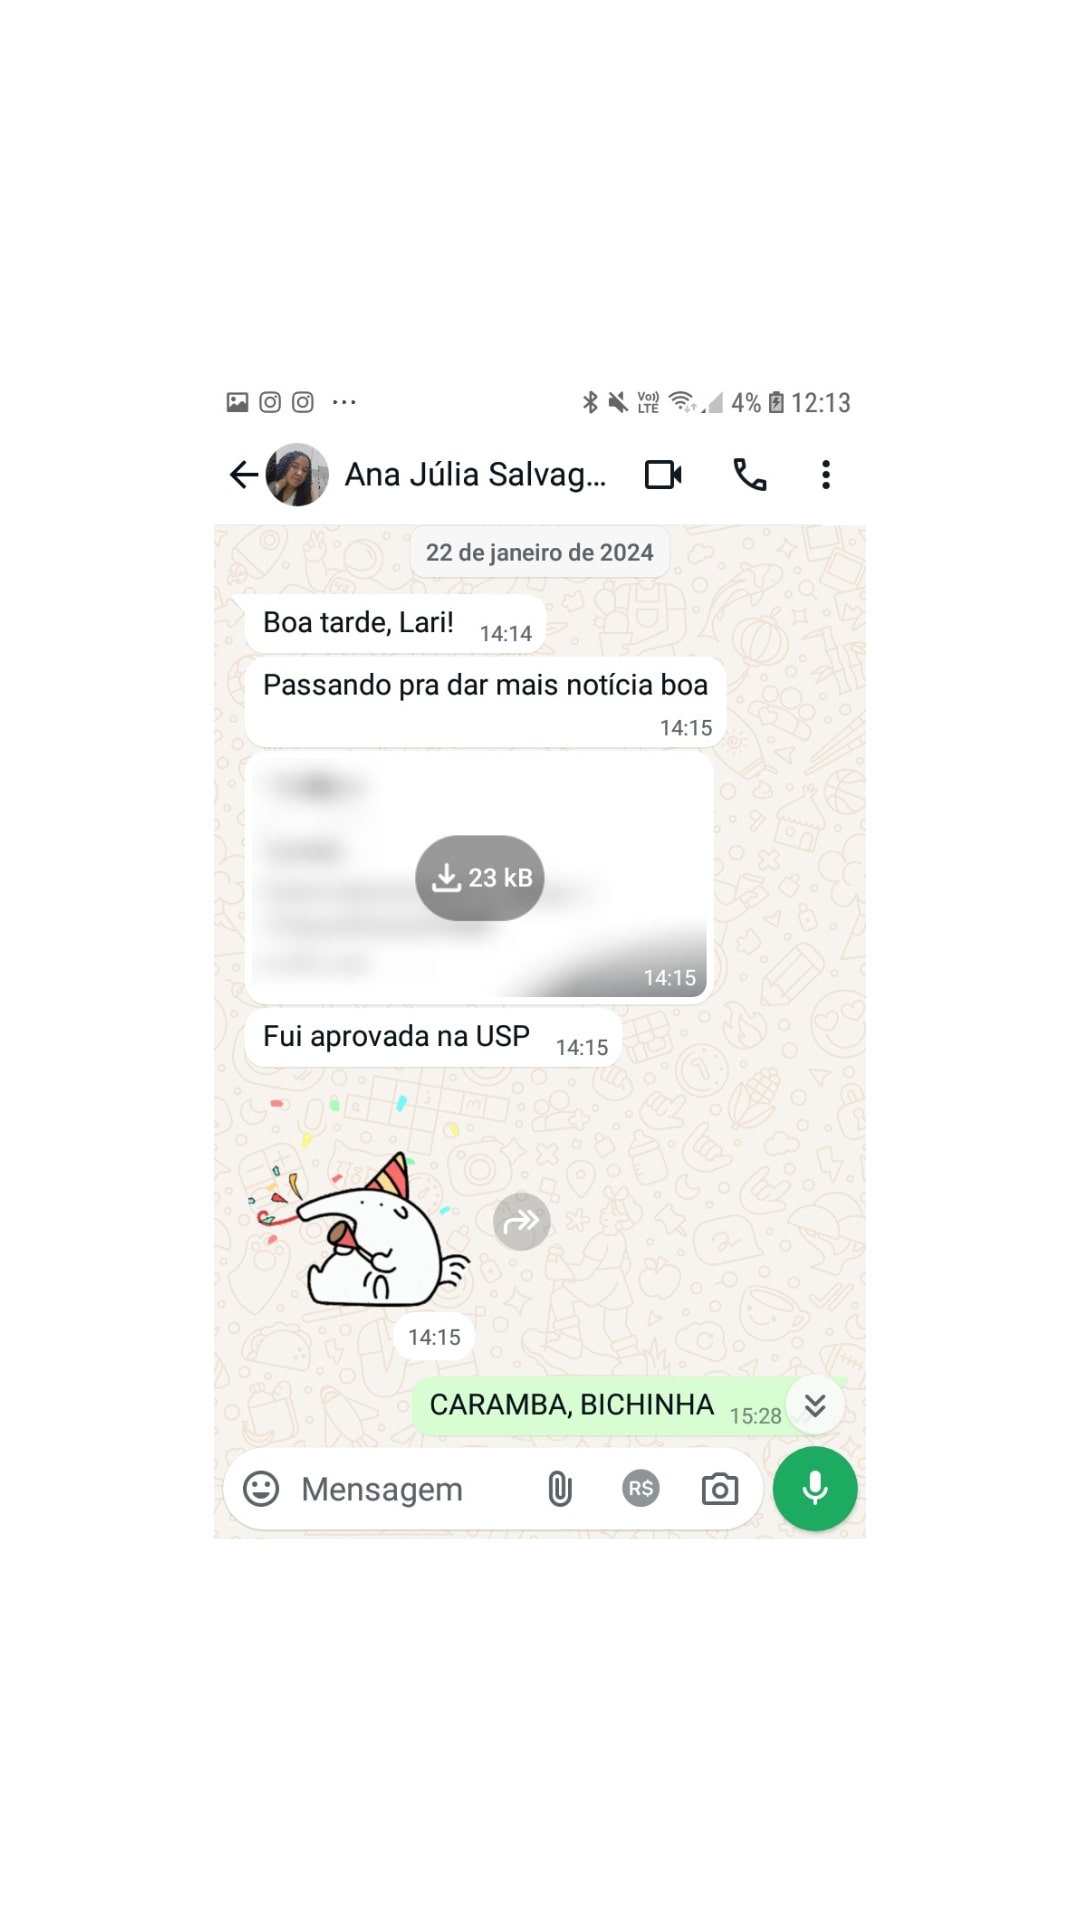 4% 12:13
Ana Júlia Salvag...
22 de janeiro de 2024
Boa tarde, Lari! 14:14
Passando pra dar mais notícia boa
14:15
23 kB
14:15
Fui aprovada na USP 14:15
14:15
CARAMBA, BICHINHA 15:28
Mensagem R$